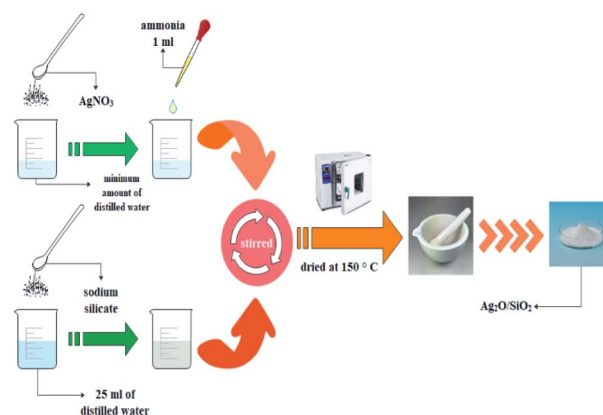 ammonia
1 ml
AgNO₃
minimum
amount of
distilled water
stirred
dried at 150 ° C
sodium
silicate
Ag₂O/SiO₂
25 ml of
distilled water